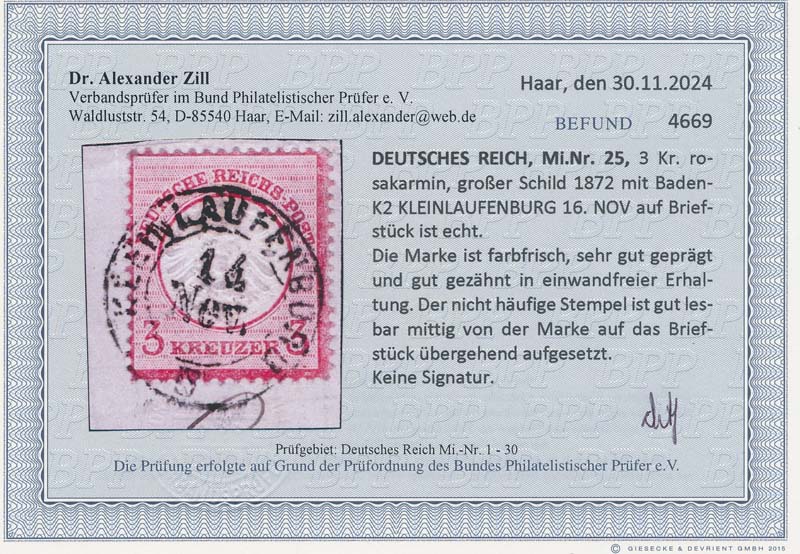 Dr. Alexander Zill
Verbandsprüfer im Bund Philatelistischer Prüfer e. V.
Waldluststr. 54, D-85540 Haar, E-Mail: zill.alexander@web.de
Haar, den 30.11.2024
BEFUND 4669
DEUTSCHES REICH, Mi.Nr. 25, 3 Kr. ro-
sakarmin, großer Schild 1872 mit Baden-
K2 KLEINLAUFENBURG 16. NOV auf Brief-
stück ist echt.
Die Marke ist farbfrisch, sehr gut geprägt
und gut gezähnt in einwandfreier Erhal-
tung. Der nicht häufige Stempel ist gut les-
bar mittig von der Marke auf das Brief-
stück übergehend aufgesetzt.
Keine Signatur.
DEUTSCHE REICHS-POST
KLEINLAUFENBURG
Nov.
3 KREUZER 3
Prüfgebiet: Deutsches Reich Mi.-Nr. 1 - 30
Die Prüfung erfolgte auf Grund der Prüfordnung des Bundes Philatelistischer Prüfer e.V.
© GIESECKE & DEVRIENT GMBH 2015
BPP